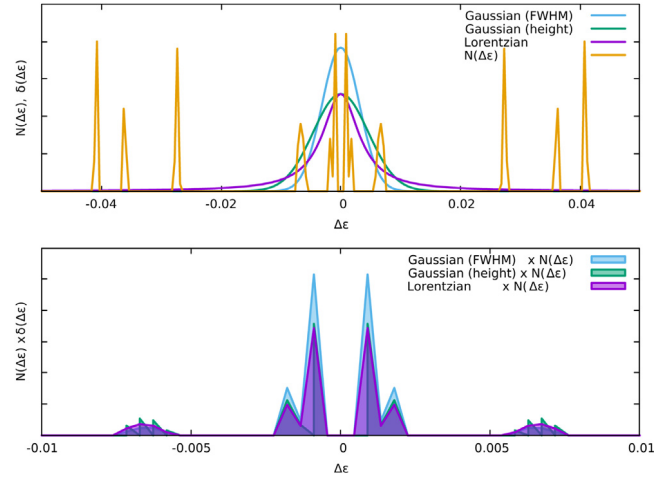 Gaussian (FWHM)
Gaussian (height)
Lorentzian
N(Δε)
N(Δε), δ(Δε)
-0.04 -0.02 0 0.02 0.04
Δε
Gaussian (FWHM) x N(Δε)
Gaussian (height) x N(Δε)
Lorentzian x N(Δε)
N(Δε) xδ(Δε)
-0.01 -0.005 0 0.005 0.01
Δε